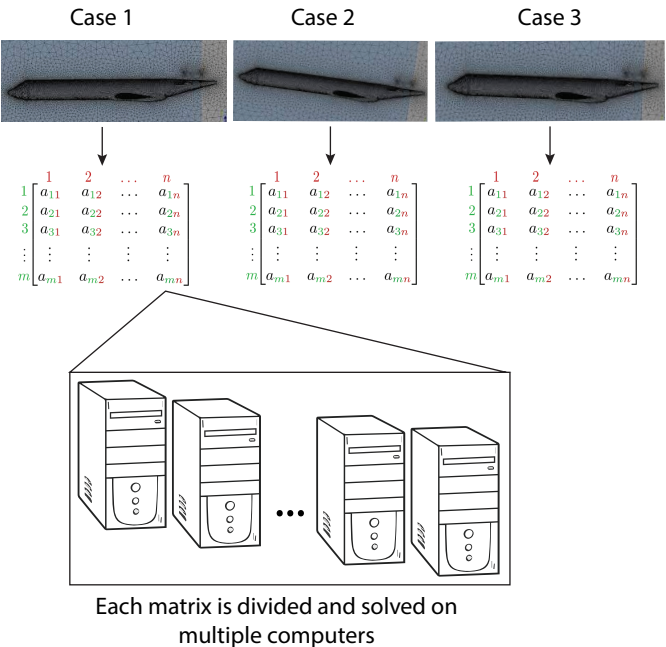 Case 1 Case 2 Case 3
1 2 … n 1 2 … n 1 2 … n
1 a11 a12 … a1n 1 a11 a12 … a1n 1 a11 a12 … a1n
2 a21 a22 … a2n 2 a21 a22 … a2n 2 a21 a22 … a2n
3 a31 a32 … a3n 3 a31 a32 … a3n 3 a31 a32 … a3n
⋮ ⋮ ⋮ ⋮ ⋮ ⋮ ⋮ ⋮ ⋮ ⋮ ⋮ ⋮ ⋮ ⋮ ⋮
m am1 am2 … amn m am1 am2 … amn m am1 am2 … amn
•••
Each matrix is divided and solved on
multiple computers